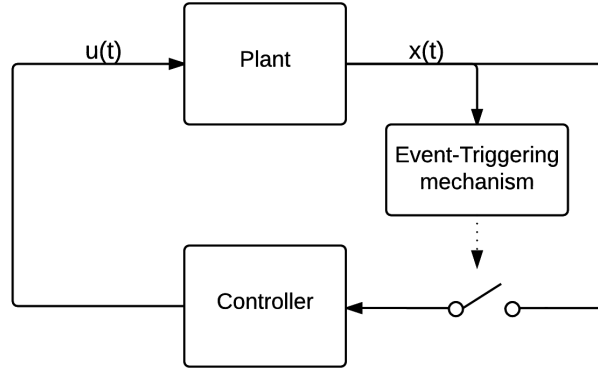 u(t)
Plant
x(t)
Event-Triggering
mechanism
Controller